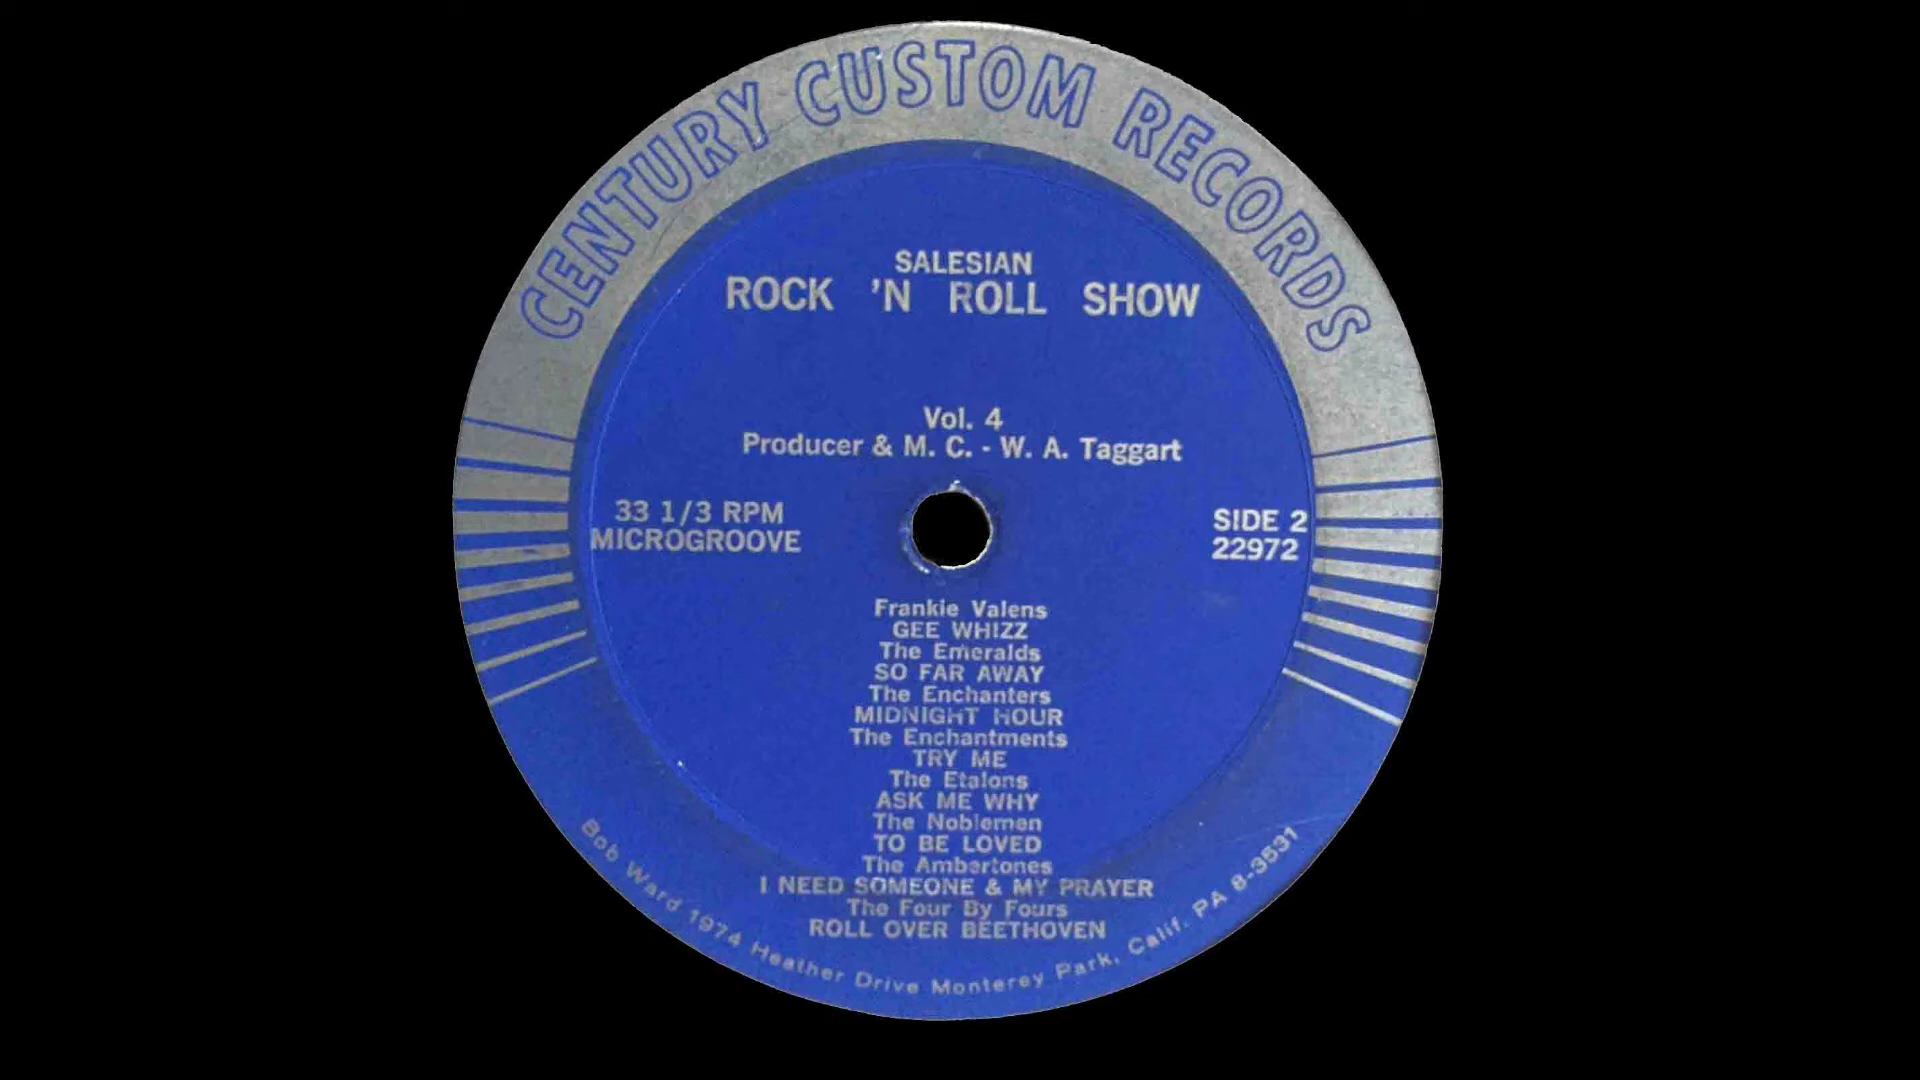 CENTURY CUSTOM RECORDS
SALESIAN
ROCK 'N ROLL SHOW
Vol. 4
Producer & M. C. - W. A. Taggart
33 1/3 RPM
MICROGROOVE
SIDE 2
22972
Frankie Valens
GEE WHIZZ
The Emeralds
SO FAR AWAY
The Enchanters
MIDNIGHT HOUR
The Enchantments
TRY ME
The Etalons
ASK ME WHY
The Noblemen
TO BE LOVED
The Ambertones
I NEED SOMEONE & MY PRAYER
The Four By Fours
ROLL OVER BEETHOVEN
Bob Ward 1974 Heather Drive Monterey Park, Calif. PA 8-3531